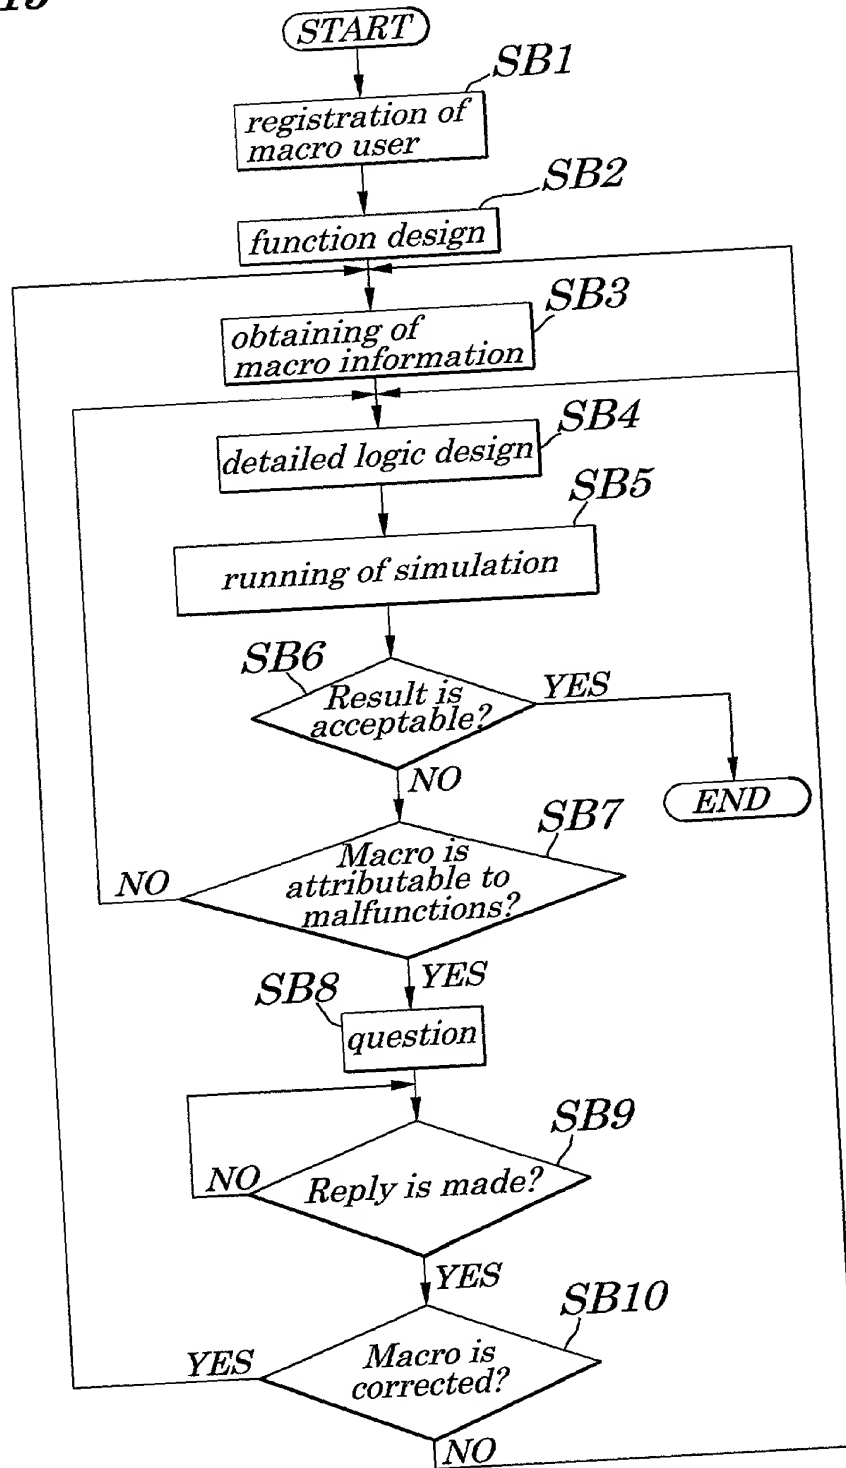 START
SB1
registration of
macro user
SB2
function design
SB3
obtaining of
macro information
SB4
detailed logic design
SB5
running of simulation
SB6
Result is
acceptable?
YES
NO
END
SB7
Macro is
attributable to
malfunctions?
NO
YES
SB8
question
SB9
Reply is made?
NO
YES
SB10
Macro is
corrected?
YES
NO